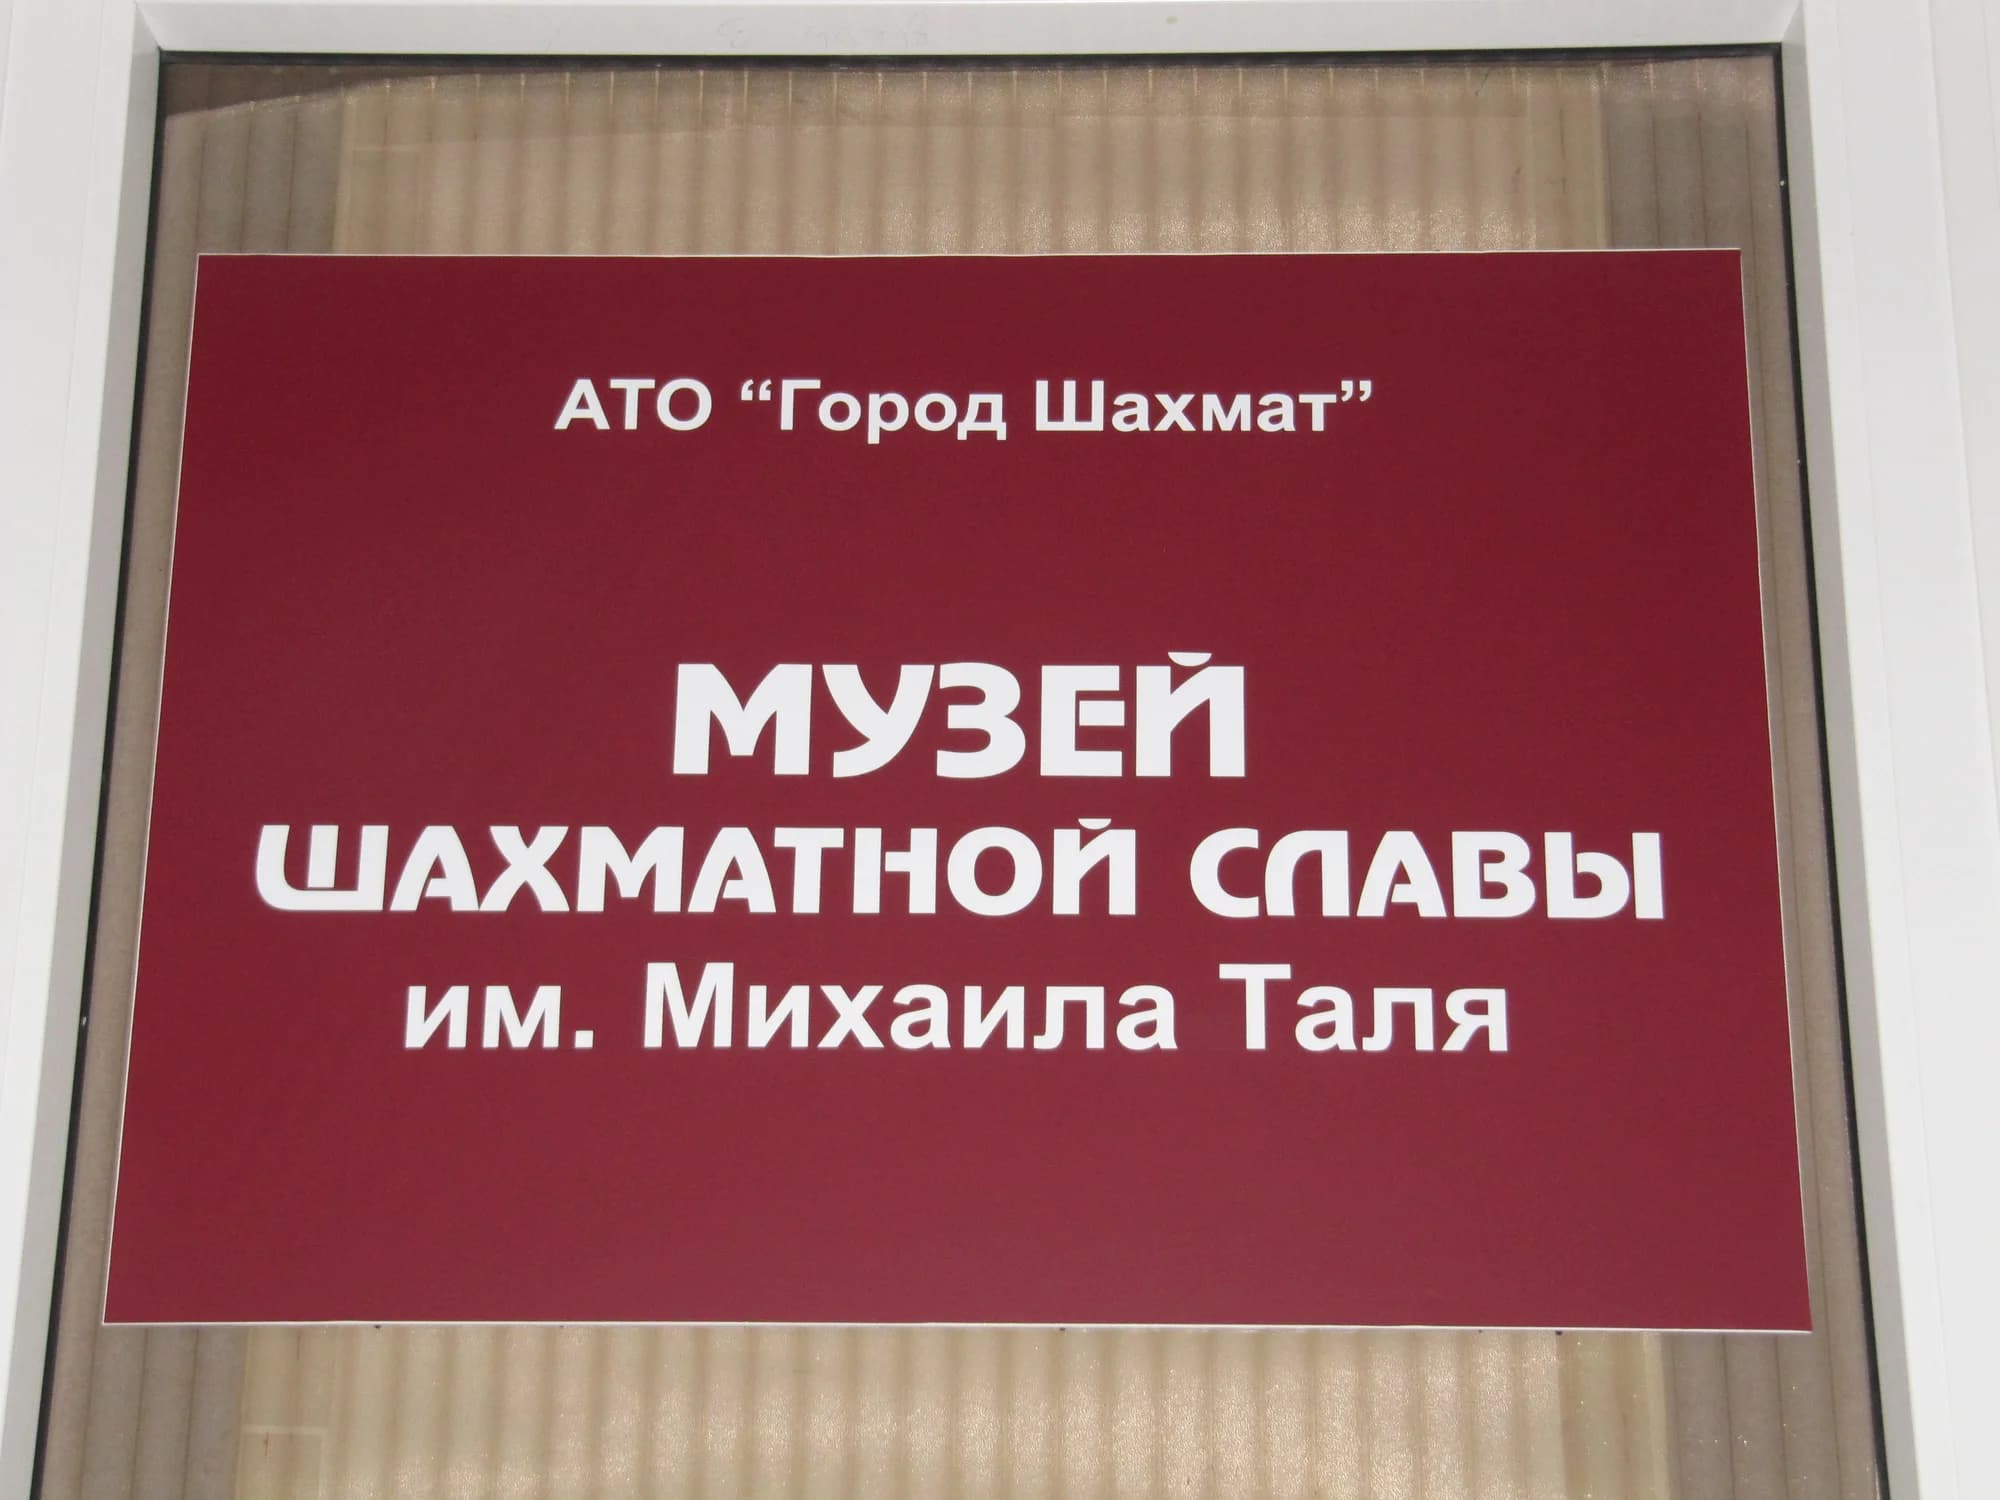 АТО “Город Шахмат”
МУЗЕЙ
ШАХМАТНОЙ СЛАВЫ
им. Михаила Таля